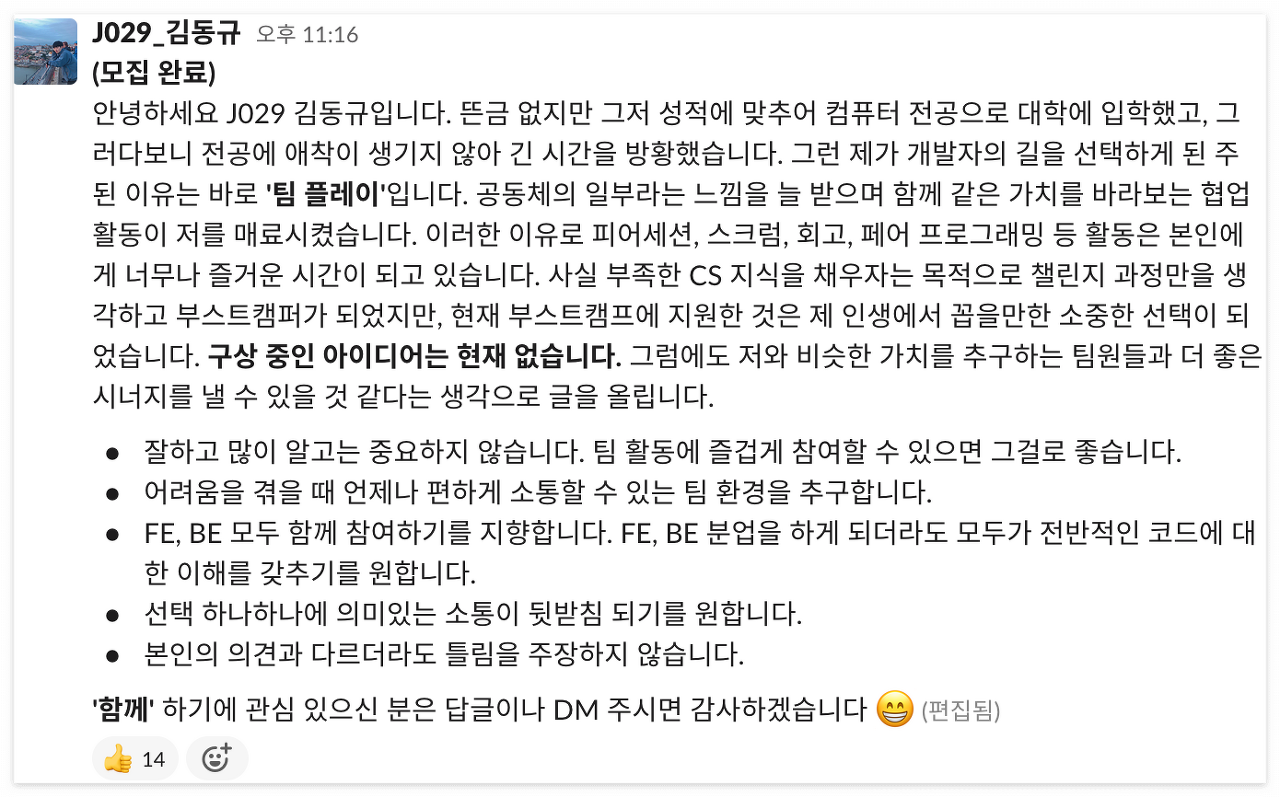 J029_김동규 오후 11:16
(모집 완료)
안녕하세요 J029 김동규입니다. 뜬금 없지만 그저 성적에 맞추어 컴퓨터 전공으로 대학에 입학했고, 그
러다보니 전공에 애착이 생기지 않아 긴 시간을 방황했습니다. 그런 제가 개발자의 길을 선택하게 된 주
된 이유는 바로 '팀 플레이'입니다. 공동체의 일부라는 느낌을 늘 받으며 함께 같은 가치를 바라보는 협업
활동이 저를 매료시켰습니다. 이러한 이유로 피어세션, 스크럼, 회고, 페어 프로그래밍 등 활동은 본인에
게 너무나 즐거운 시간이 되고 있습니다. 사실 부족한 CS 지식을 채우자는 목적으로 챌린지 과정만을 생
각하고 부스트캠퍼가 되었지만, 현재 부스트캠프에 지원한 것은 제 인생에서 꼽을만한 소중한 선택이 되
었습니다. 구상 중인 아이디어는 현재 없습니다. 그럼에도 저와 비슷한 가치를 추구하는 팀원들과 더 좋은
시너지를 낼 수 있을 것 같다는 생각으로 글을 올립니다.
● 잘하고 많이 알고는 중요하지 않습니다. 팀 활동에 즐겁게 참여할 수 있으면 그걸로 좋습니다.
● 어려움을 겪을 때 언제나 편하게 소통할 수 있는 팀 환경을 추구합니다.
● FE, BE 모두 함께 참여하기를 지향합니다. FE, BE 분업을 하게 되더라도 모두가 전반적인 코드에 대
한 이해를 갖추기를 원합니다.
● 선택 하나하나에 의미있는 소통이 뒷받침 되기를 원합니다.
● 본인의 의견과 다르더라도 틀림을 주장하지 않습니다.
'함께' 하기에 관심 있으신 분은 답글이나 DM 주시면 감사하겠습니다 😁 (편집됨)
👍 14